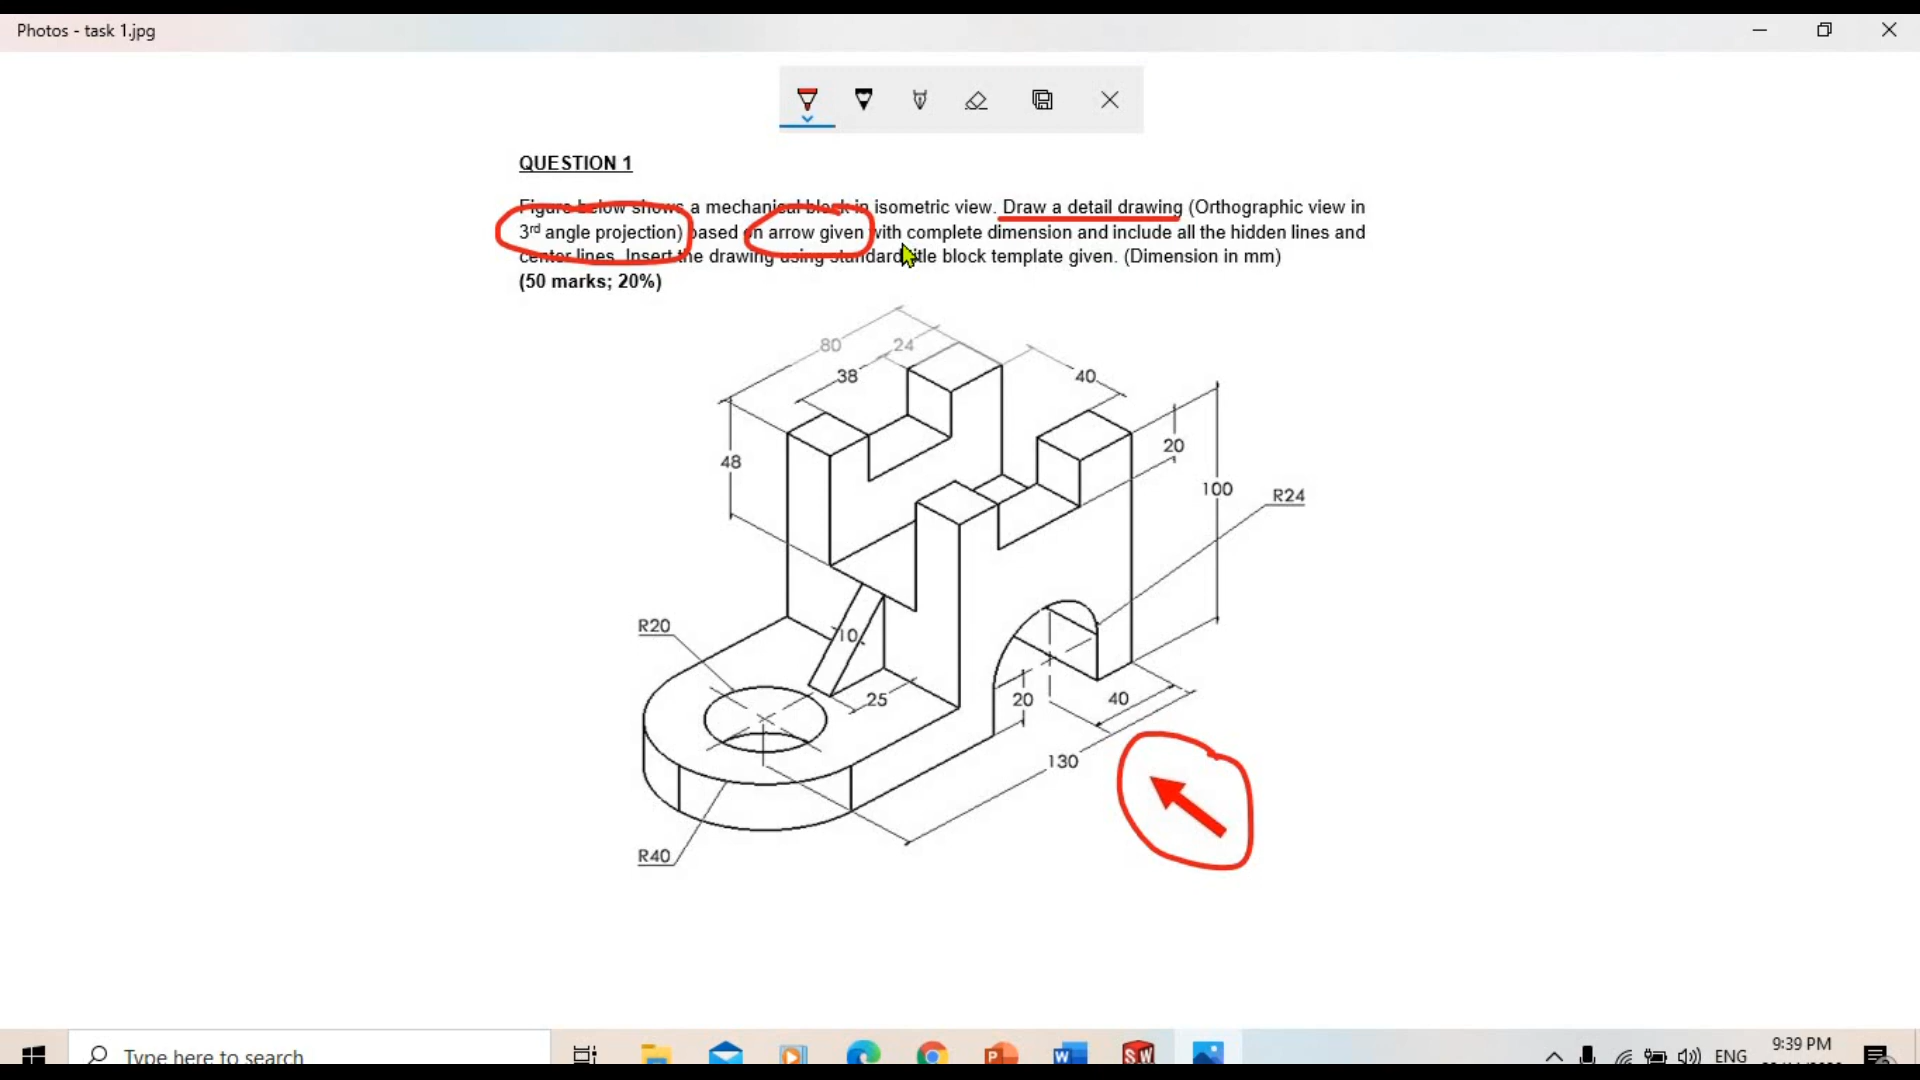 Photos - task 1.jpg
QUESTION 1
Figure below shows a mechanical block in isometric view. Draw a detail drawing (Orthographic view in
3rd angle projection) based on arrow given with complete dimension and include all the hidden lines and
center lines. Insert the drawing using standard title block template given. (Dimension in mm)
(50 marks; 20%)
80
24
38
40
48
20
100
R24
R20
10
25
20
40
130
R40
Type here to search
ENG
9:39 PM